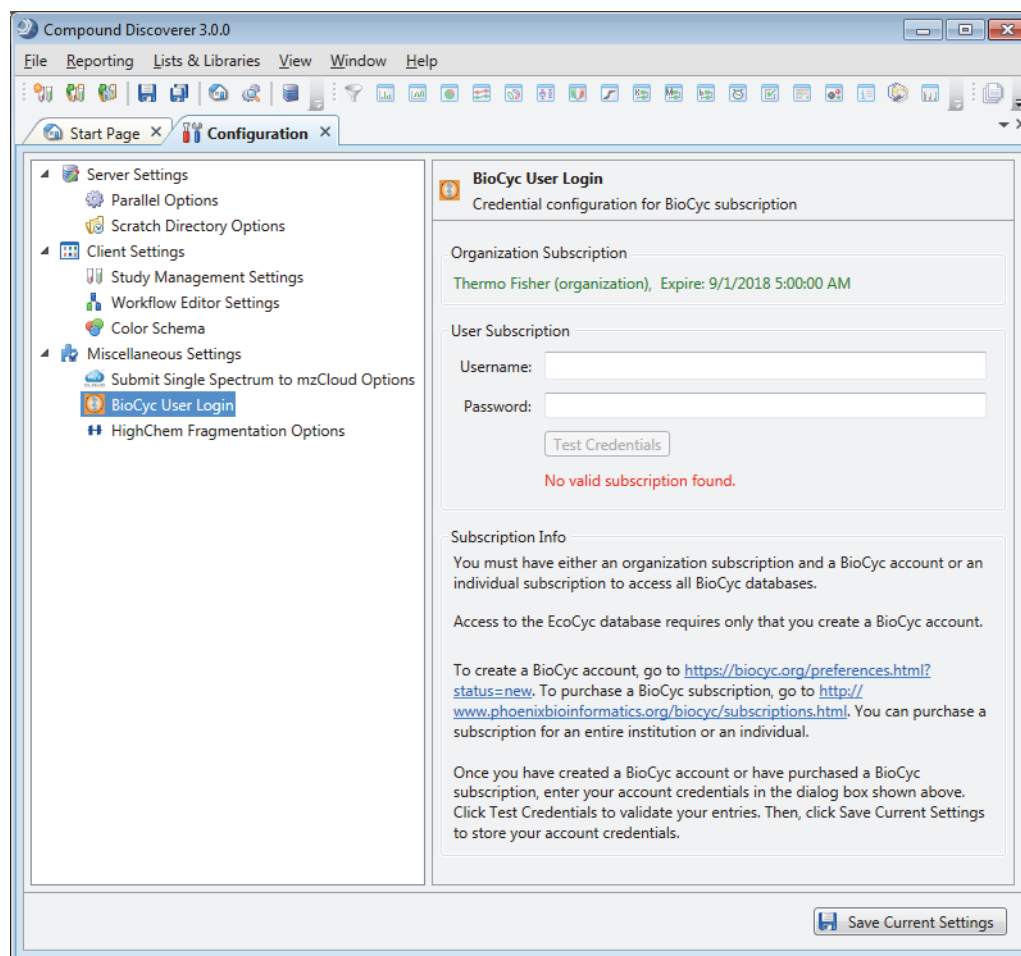 Compound Discoverer 3.0.0
File Reporting Lists & Libraries View Window Help
Start Page Configuration
Server Settings
Parallel Options
Scratch Directory Options
Client Settings
Study Management Settings
Workflow Editor Settings
Color Schema
Miscellaneous Settings
Submit Single Spectrum to mzCloud Options
BioCyc User Login
HighChem Fragmentation Options
BioCyc User Login
Credential configuration for BioCyc subscription
Organization Subscription
Thermo Fisher (organization), Expire: 9/1/2018 5:00:00 AM
User Subscription
Username:
Password:
Test Credentials
No valid subscription found.
Subscription Info
You must have either an organization subscription and a BioCyc account or an
individual subscription to access all BioCyc databases.
Access to the EcoCyc database requires only that you create a BioCyc account.
To create a BioCyc account, go to https://biocyc.org/preferences.html?
status=new. To purchase a BioCyc subscription, go to http://
www.phoenixbioinformatics.org/biocyc/subscriptions.html. You can purchase a
subscription for an entire institution or an individual.
Once you have created a BioCyc account or have purchased a BioCyc
subscription, enter your account credentials in the dialog box shown above.
Click Test Credentials to validate your entries. Then, click Save Current Settings
to store your account credentials.
Save Current Settings